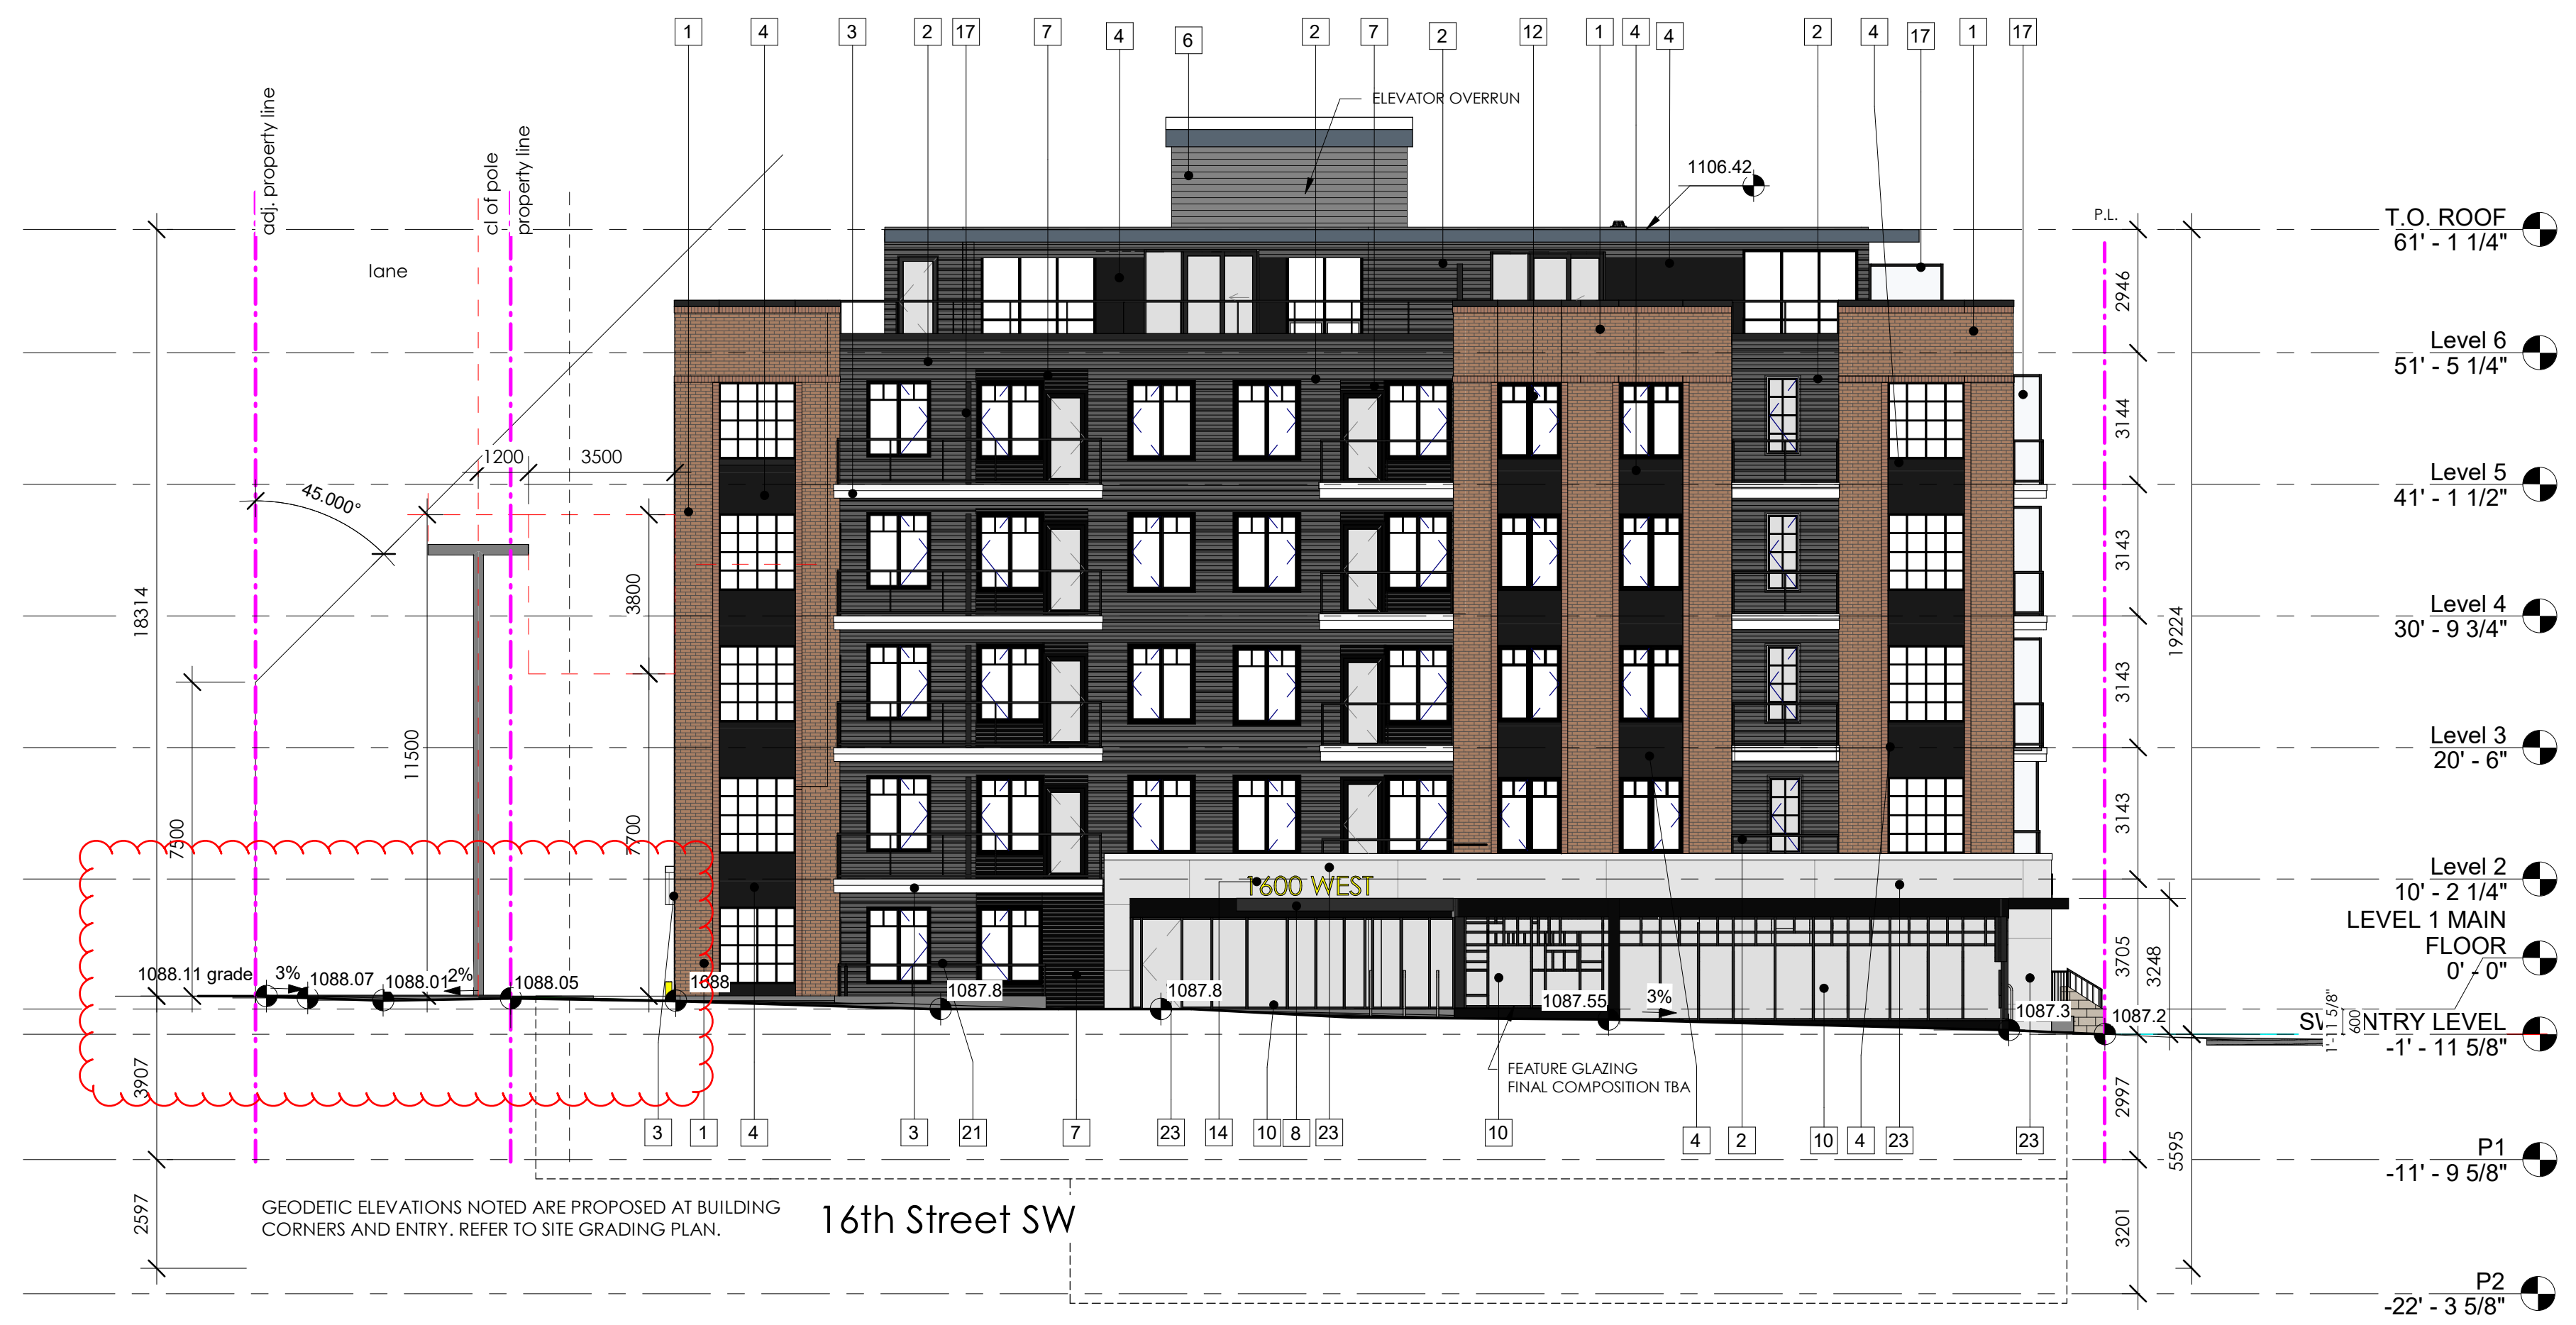 1
4
3
2
17
7
4
6
2
7
2
12
1
4
4
2
4
17
1
17
ELEVATOR OVERRUN
adj. property line
cl of pole
property line
lane
1106.42
P.L.
T.O. ROOF
61' - 1 1/4"
2946
Level 6
51' - 5 1/4"
3144
1200
3500
45.000°
Level 5
41' - 1 1/2"
3143
18314
3800
Level 4
30' - 9 3/4"
19224
3143
11500
Level 3
20' - 6"
3143
7500
7700
Level 2
10' - 2 1/4"
1600 WEST
LEVEL 1 MAIN
FLOOR
0' - 0"
3705
3248
1088.11 grade
3%
1088.07
1088.01
2%
1088.05
1088
1087.8
1087.8
1087.55
3%
1087.3
1087.2
1'-11 5/8"
600
ENTRY LEVEL
-1' - 11 5/8"
FEATURE GLAZING
FINAL COMPOSITION TBA
3907
2997
3
1
4
3
21
7
23
14
10
8
23
10
4
2
10
4
23
23
5595
P1
-11' - 9 5/8"
2597
GEODETIC ELEVATIONS NOTED ARE PROPOSED AT BUILDING
CORNERS AND ENTRY. REFER TO SITE GRADING PLAN.
16th Street SW
3201
P2
-22' - 3 5/8"